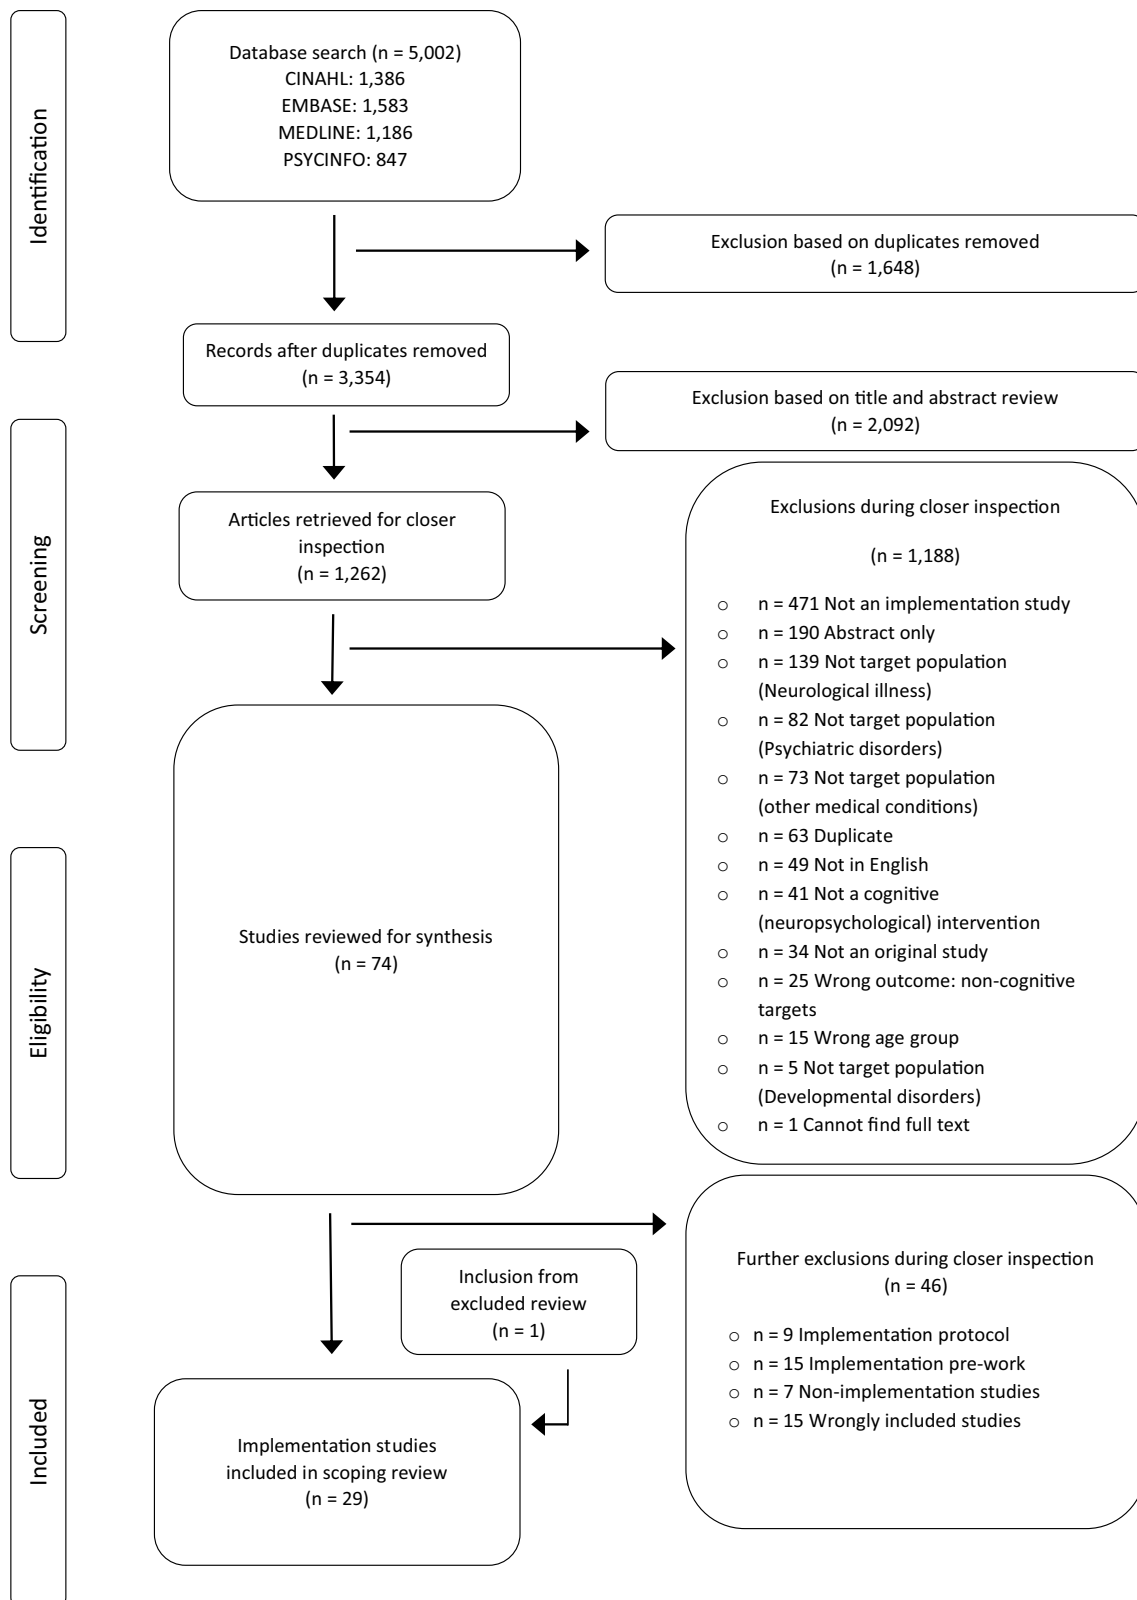 Identification
Database search (n = 5,002)
CINAHL: 1,386
EMBASE: 1,583
MEDLINE: 1,186
PSYCINFO: 847
Exclusion based on duplicates removed
(n = 1,648)
Records after duplicates removed
(n = 3,354)
Exclusion based on title and abstract review
(n = 2,092)
Screening
Articles retrieved for closer
inspection
(n = 1,262)
Exclusions during closer inspection
(n = 1,188)
o n = 471 Not an implementation study
o n = 190 Abstract only
o n = 139 Not target population
(Neurological illness)
o n = 82 Not target population
(Psychiatric disorders)
o n = 73 Not target population
(other medical conditions)
o n = 63 Duplicate
o n = 49 Not in English
o n = 41 Not a cognitive
(neuropsychological) intervention
o n = 34 Not an original study
o n = 25 Wrong outcome: non-cognitive
targets
o n = 15 Wrong age group
o n = 5 Not target population
(Developmental disorders)
o n = 1 Cannot find full text
Eligibility
Studies reviewed for synthesis
(n = 74)
Further exclusions during closer inspection
(n = 46)
o n = 9 Implementation protocol
o n = 15 Implementation pre-work
o n = 7 Non-implementation studies
o n = 15 Wrongly included studies
Inclusion from
excluded review
(n = 1)
Included
Implementation studies
included in scoping review
(n = 29)